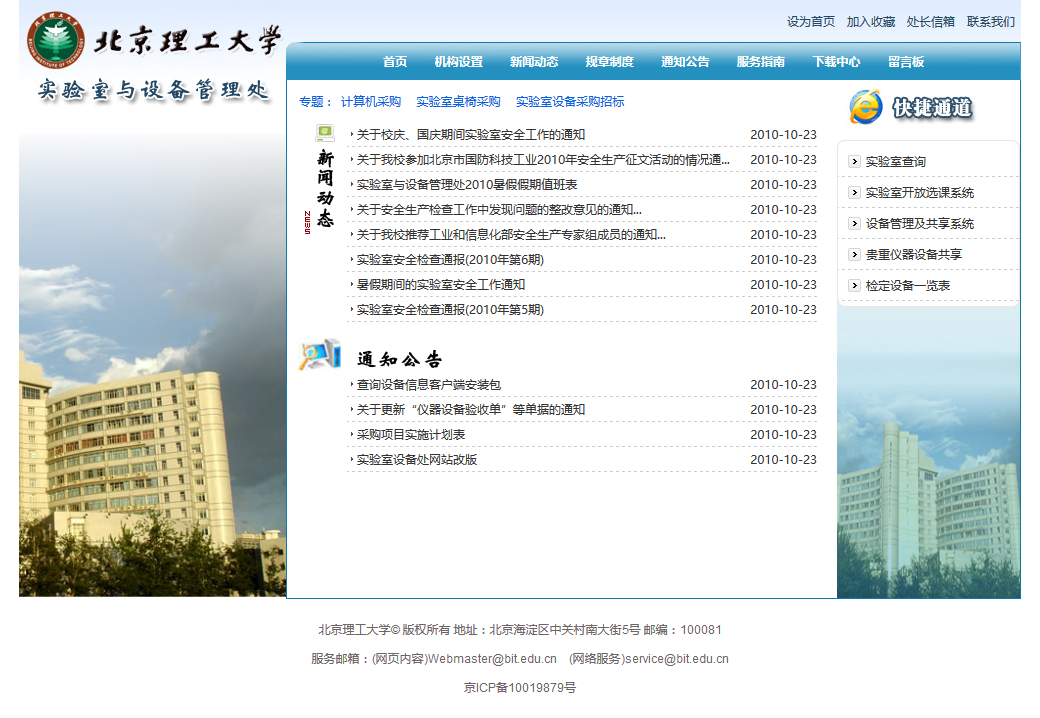 设为首页 加入收藏 处长信箱 联系我们
北京理工大学
实验室与设备管理处
首页 机构设置 新闻动态 规章制度 通知公告 服务指南 下载中心 留言板
专题： 计算机采购 实验室桌椅采购 实验室设备采购招标
快捷通道
新闻动态
NEWS
关于校庆、国庆期间实验室安全工作的通知 2010-10-23
关于我校参加北京市国防科技工业2010年安全生产征文活动的情况通... 2010-10-23
实验室与设备管理处2010暑假假期值班表 2010-10-23
关于安全生产检查工作中发现问题的整改意见的通知... 2010-10-23
关于我校推荐工业和信息化部安全生产专家组成员的通知... 2010-10-23
实验室安全检查通报(2010年第6期) 2010-10-23
暑假期间的实验室安全工作通知 2010-10-23
实验室安全检查通报(2010年第5期) 2010-10-23
通知公告
查询设备信息客户端安装包 2010-10-23
关于更新“仪器设备验收单”等单据的通知 2010-10-23
采购项目实施计划表 2010-10-23
实验室设备处网站改版 2010-10-23
实验室查询
实验室开放选课系统
设备管理及共享系统
贵重仪器设备共享
检定设备一览表
北京理工大学© 版权所有 地址：北京海淀区中关村南大街5号 邮编：100081
服务邮箱：(网页内容)Webmaster@bit.edu.cn (网络服务)service@bit.edu.cn
京ICP备10019879号